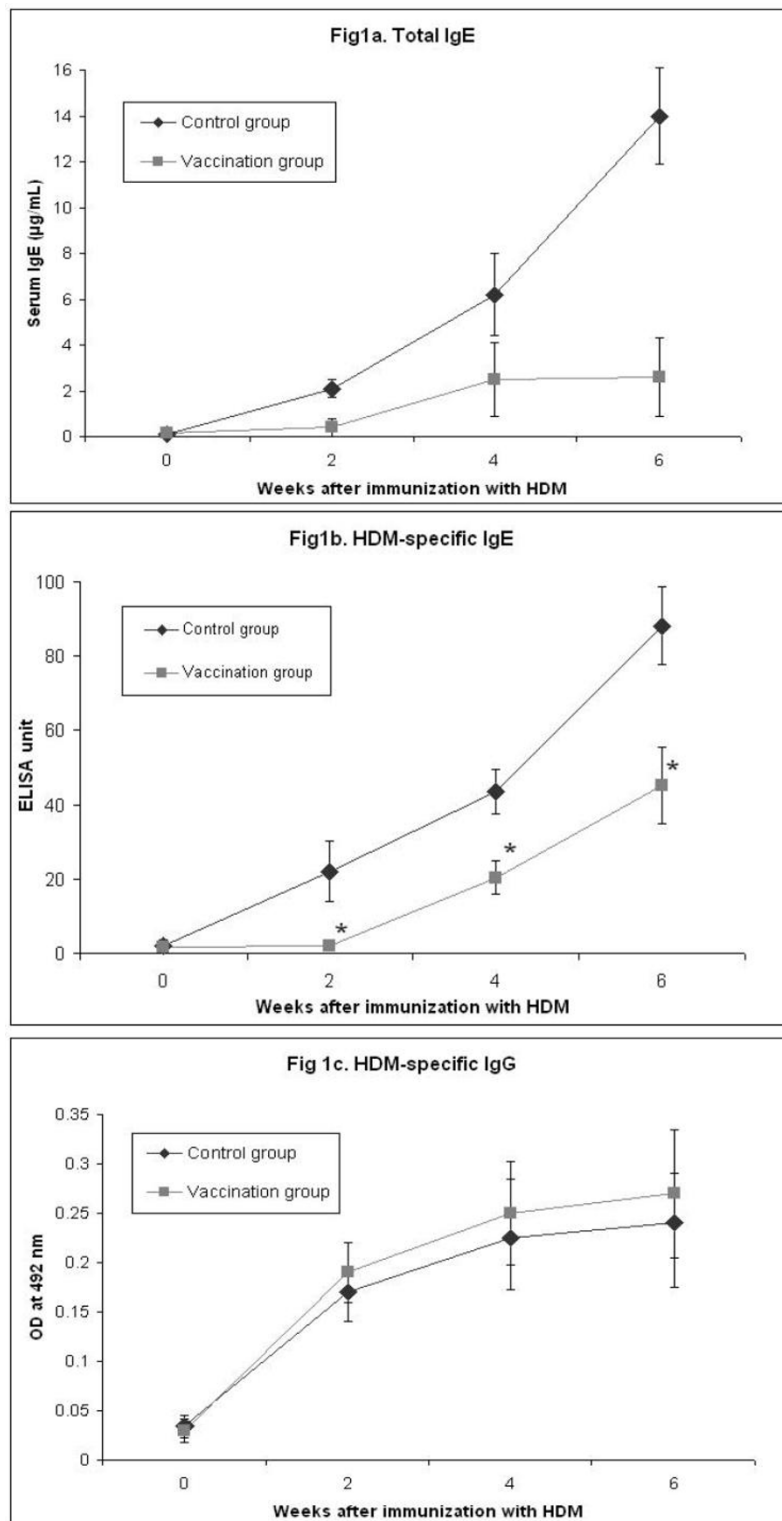 Fig1a. Total IgE
16
14
12
10
8
6
4
2
0
Serum IgE (µg/mL)
Control group
Vaccination group
0 2 4 6
Weeks after immunization with HDM
Fig1b. HDM-specific IgE
100
80
60
40
20
0
ELISA unit
Control group
Vaccination group
*
*
*
0 2 4 6
Weeks after immunization with HDM
Fig 1c. HDM-specific IgG
0.35
0.3
0.25
0.2
0.15
0.1
0.05
0
OD at 492 nm
Control group
Vaccination group
0 2 4 6
Weeks after immunization with HDM